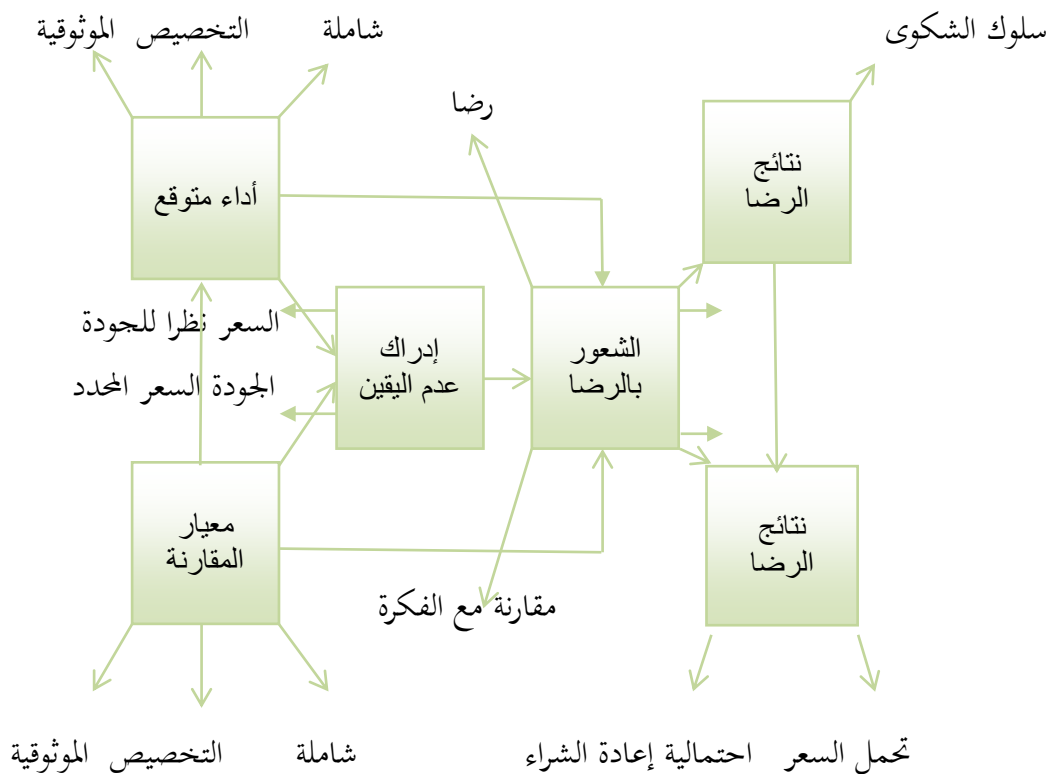 سلوك الشكوى
شاملة
التخصيص
الموثوقية
رضا
نتائج
الرضا
أداء متوقع
السعر نظرا للجودة
إدراك
عدم اليقين
الشعور
بالرضا
الجودة السعر المحدد
معيار
المقارنة
نتائج
الرضا
مقارنة مع الفكرة
تحمل السعر
احتمالية إعادة الشراء
شاملة
التخصيص
الموثوقية